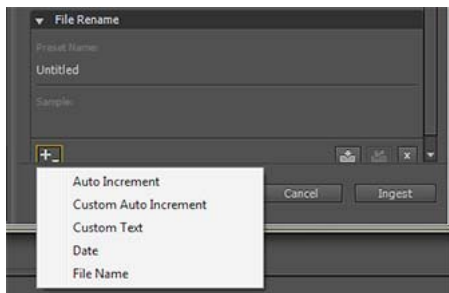 File Rename
Preset Name:
Untitled
Sample:
Auto Increment
Custom Auto Increment
Custom Text
Date
File Name
Cancel
Ingest